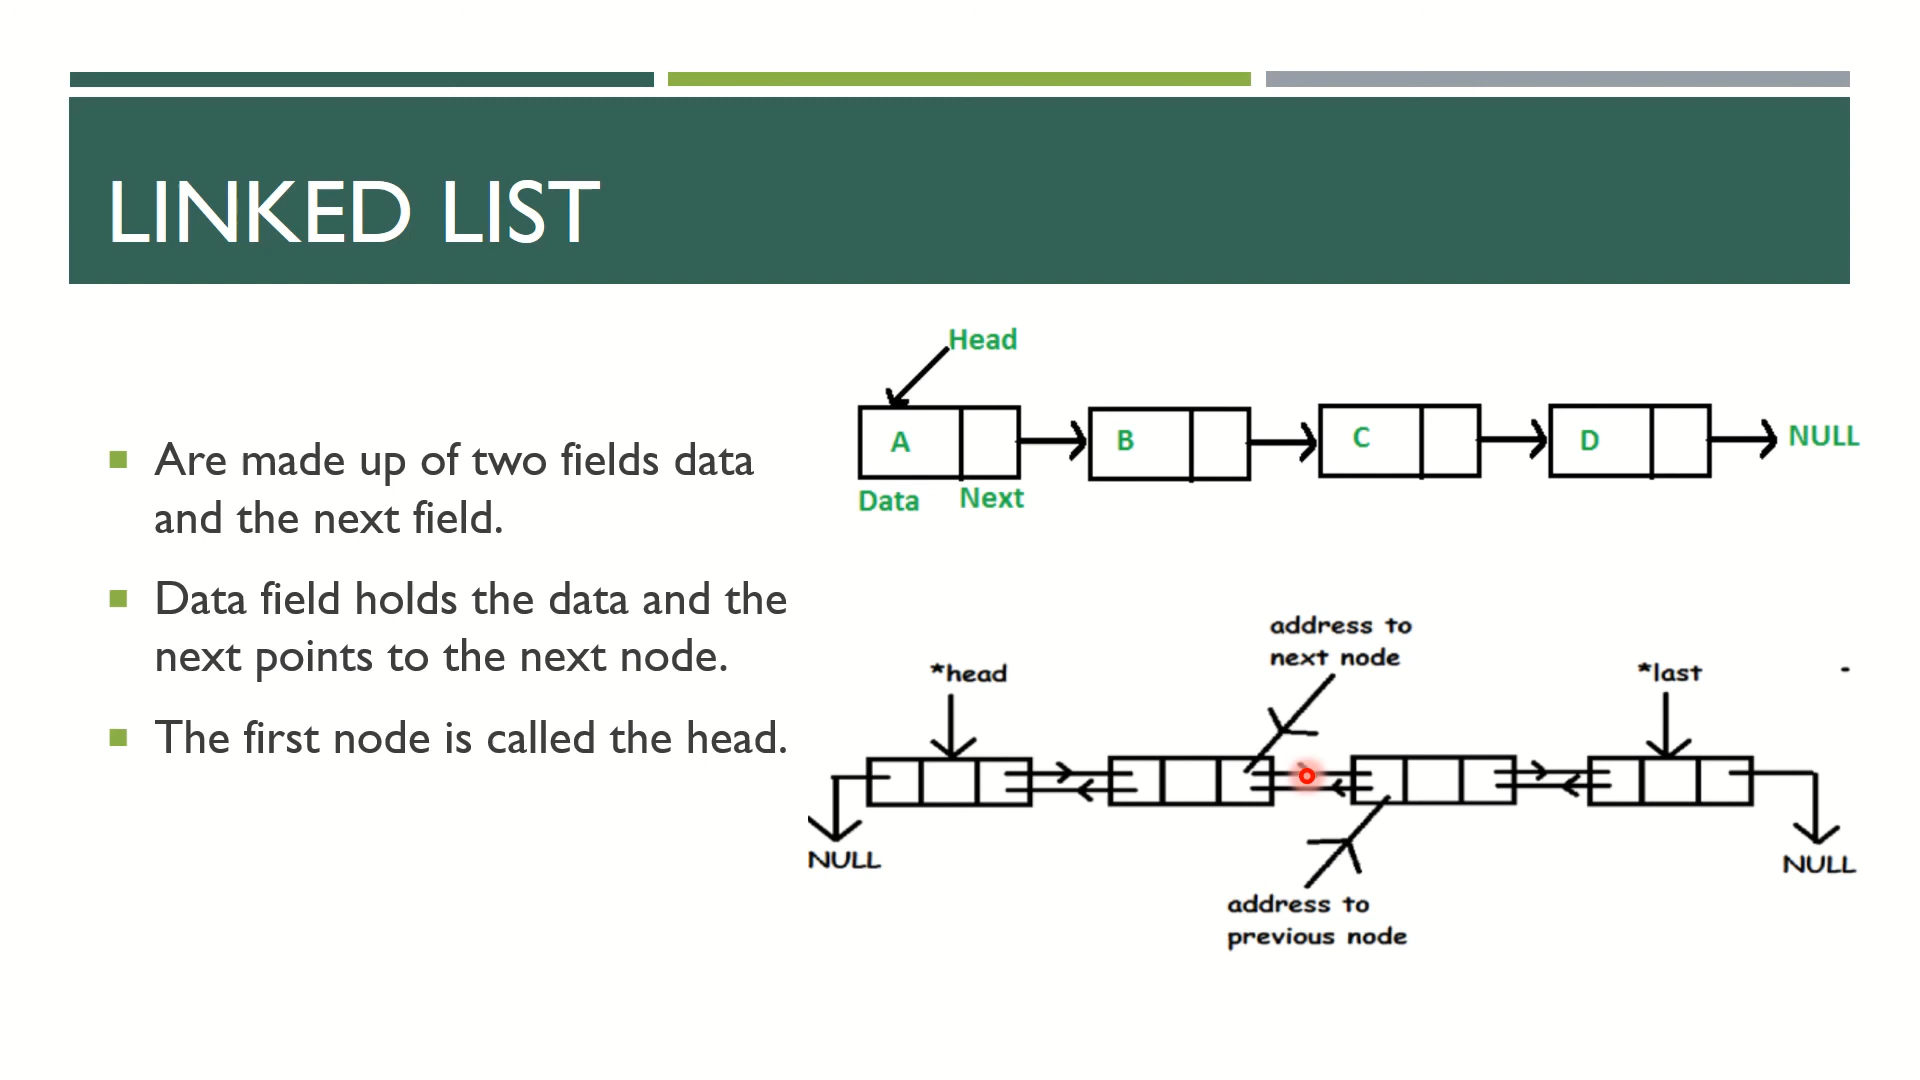 LINKED LIST
Are made up of two fields data
and the next field.
Data field holds the data and the
next points to the next node.
The first node is called the head.
Head
A
B
C
D
NULL
Data
Next
address to
next node
*head
*last
-
NULL
NULL
address to
previous node